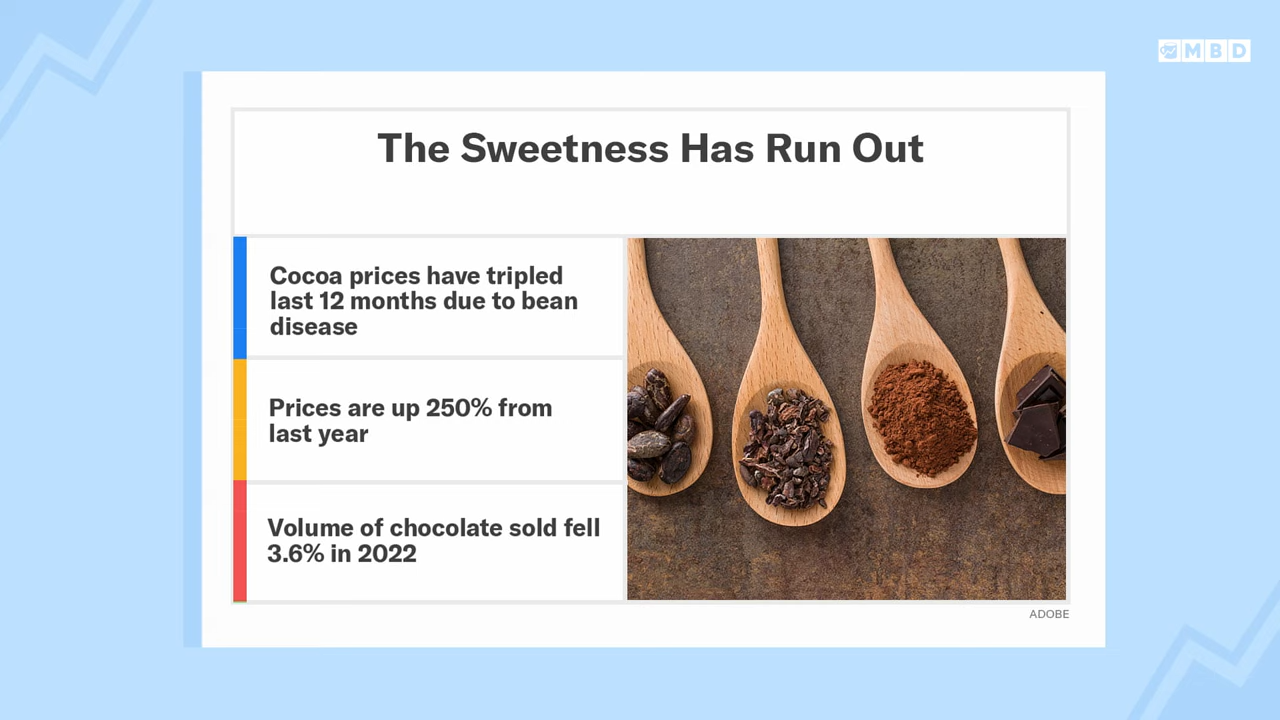 MBD
The Sweetness Has Run Out
Cocoa prices have tripled
last 12 months due to bean
disease
Prices are up 250% from
last year
Volume of chocolate sold fell
3.6% in 2022
ADOBE